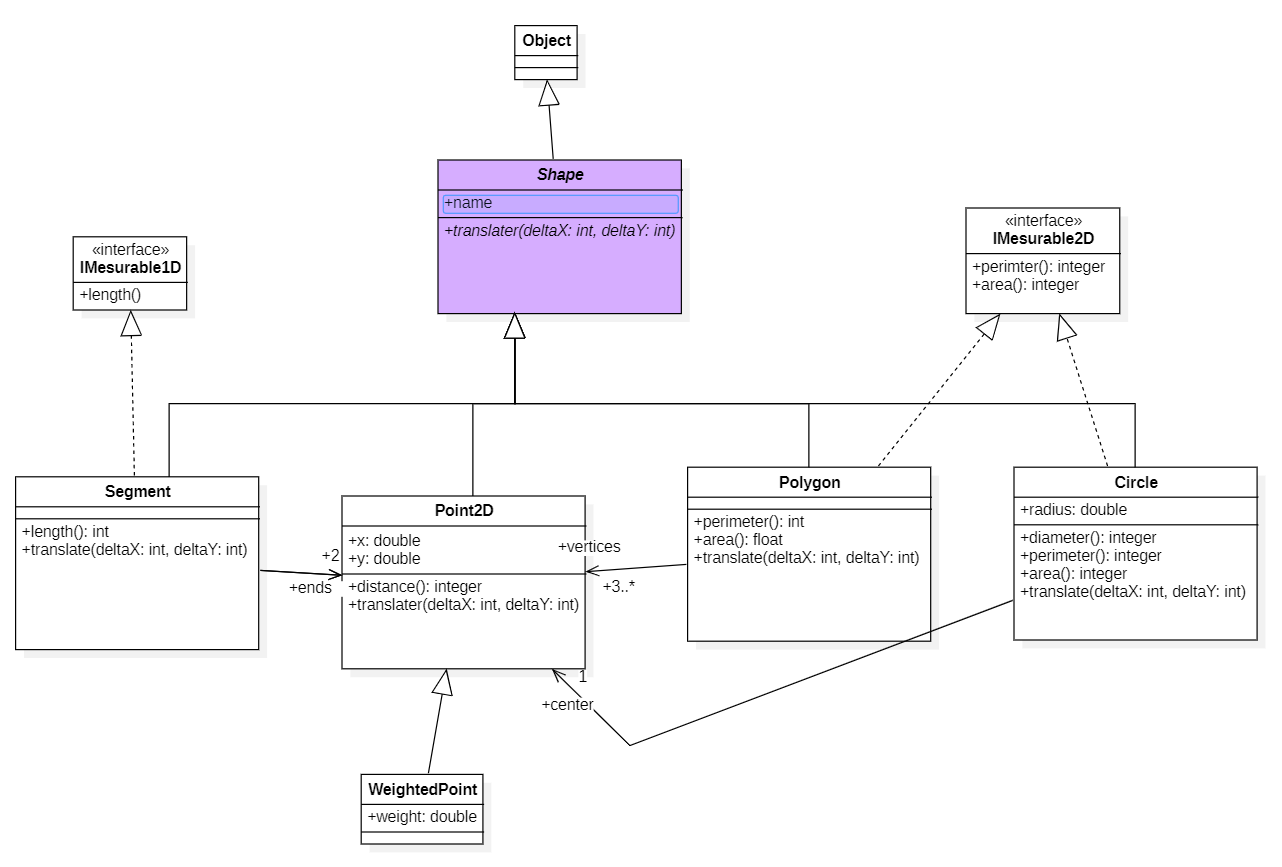 Object
Shape
+name
+translater(deltaX: int, deltaY: int)
«interface»
IMesurable1D
+length()
«interface»
IMesurable2D
+perimter(): integer
+area(): integer
Segment
+length(): int
+translate(deltaX: int, deltaY: int)
Point2D
+x: double
+y: double
+distance(): integer
+translater(deltaX: int, deltaY: int)
Polygon
+perimeter(): int
+area(): float
+translate(deltaX: int, deltaY: int)
Circle
+radius: double
+diameter(): integer
+perimeter(): integer
+area(): integer
+translate(deltaX: int, deltaY: int)
+2
+ends
+vertices
+3..*
1
+center
WeightedPoint
+weight: double